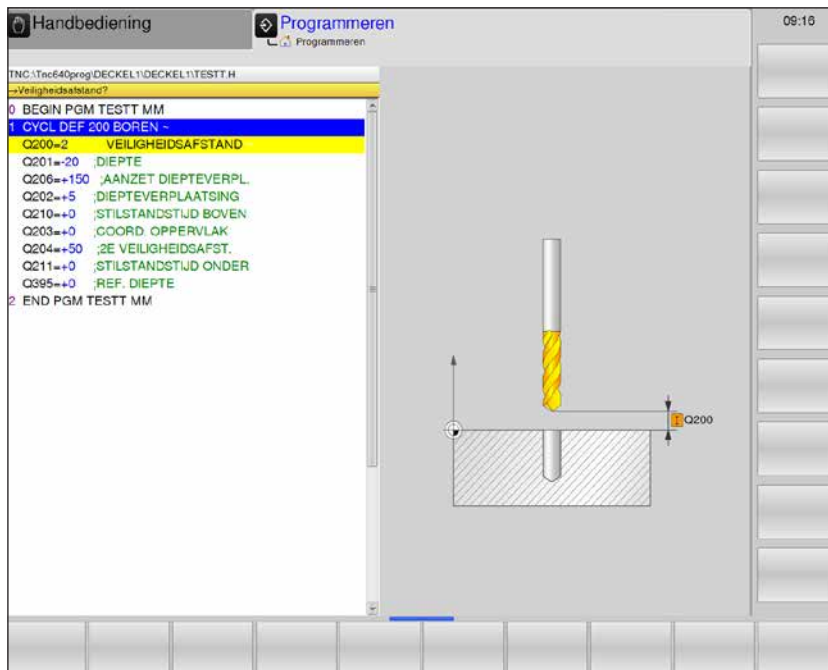 Handbediening
Programmeren
Programmeren
09:16
TNC:\Tnc640prog\DECKEL1\DECKEL1\TESTT.H
→Veiligheidsafstand?
0 BEGIN PGM TESTT MM
1 CYCL DEF 200 BOREN ~
Q200=2 VEILIGHEIDSAFSTAND
Q201=-20 ;DIEPTE
Q206=+150 ;AANZET DIEPTEVERPL.
Q202=+5 ;DIEPTEVERPLAATSING
Q210=+0 ;STILSTANDSTIJD BOVEN
Q203=+0 ;COORD. OPPERVLAK
Q204=+50 ;2E VEILIGHEIDSAFST.
Q211=+0 ;STILSTANDSTIJD ONDER
Q395=+0 ;REF. DIEPTE
2 END PGM TESTT MM
Q200